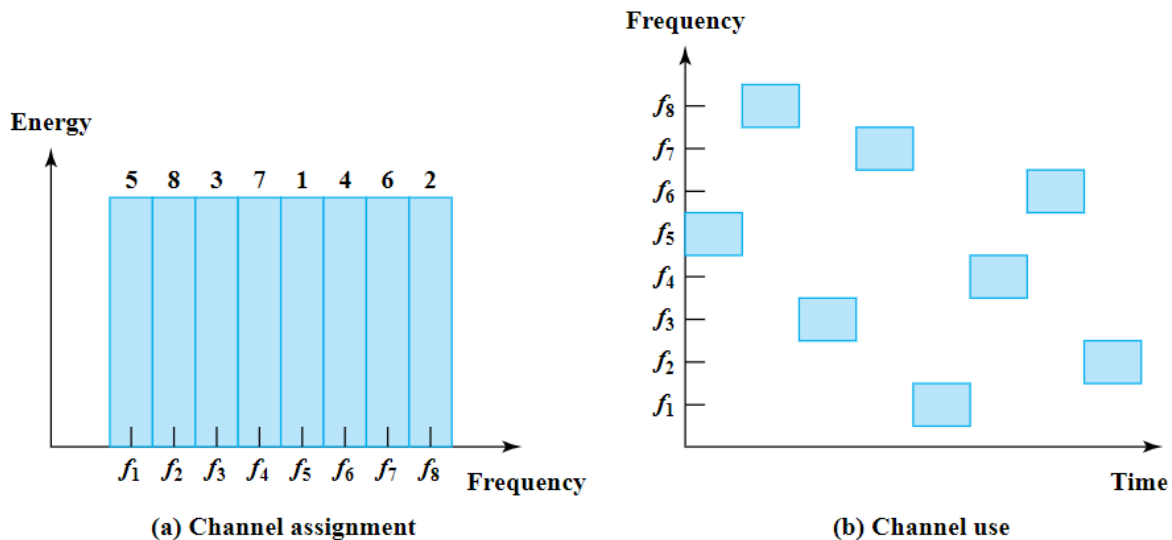 Energy
5 8 3 7 1 4 6 2
f1 f2 f3 f4 f5 f6 f7 f8
Frequency
(a) Channel assignment
Frequency
f8
f7
f6
f5
f4
f3
f2
f1
Time
(b) Channel use